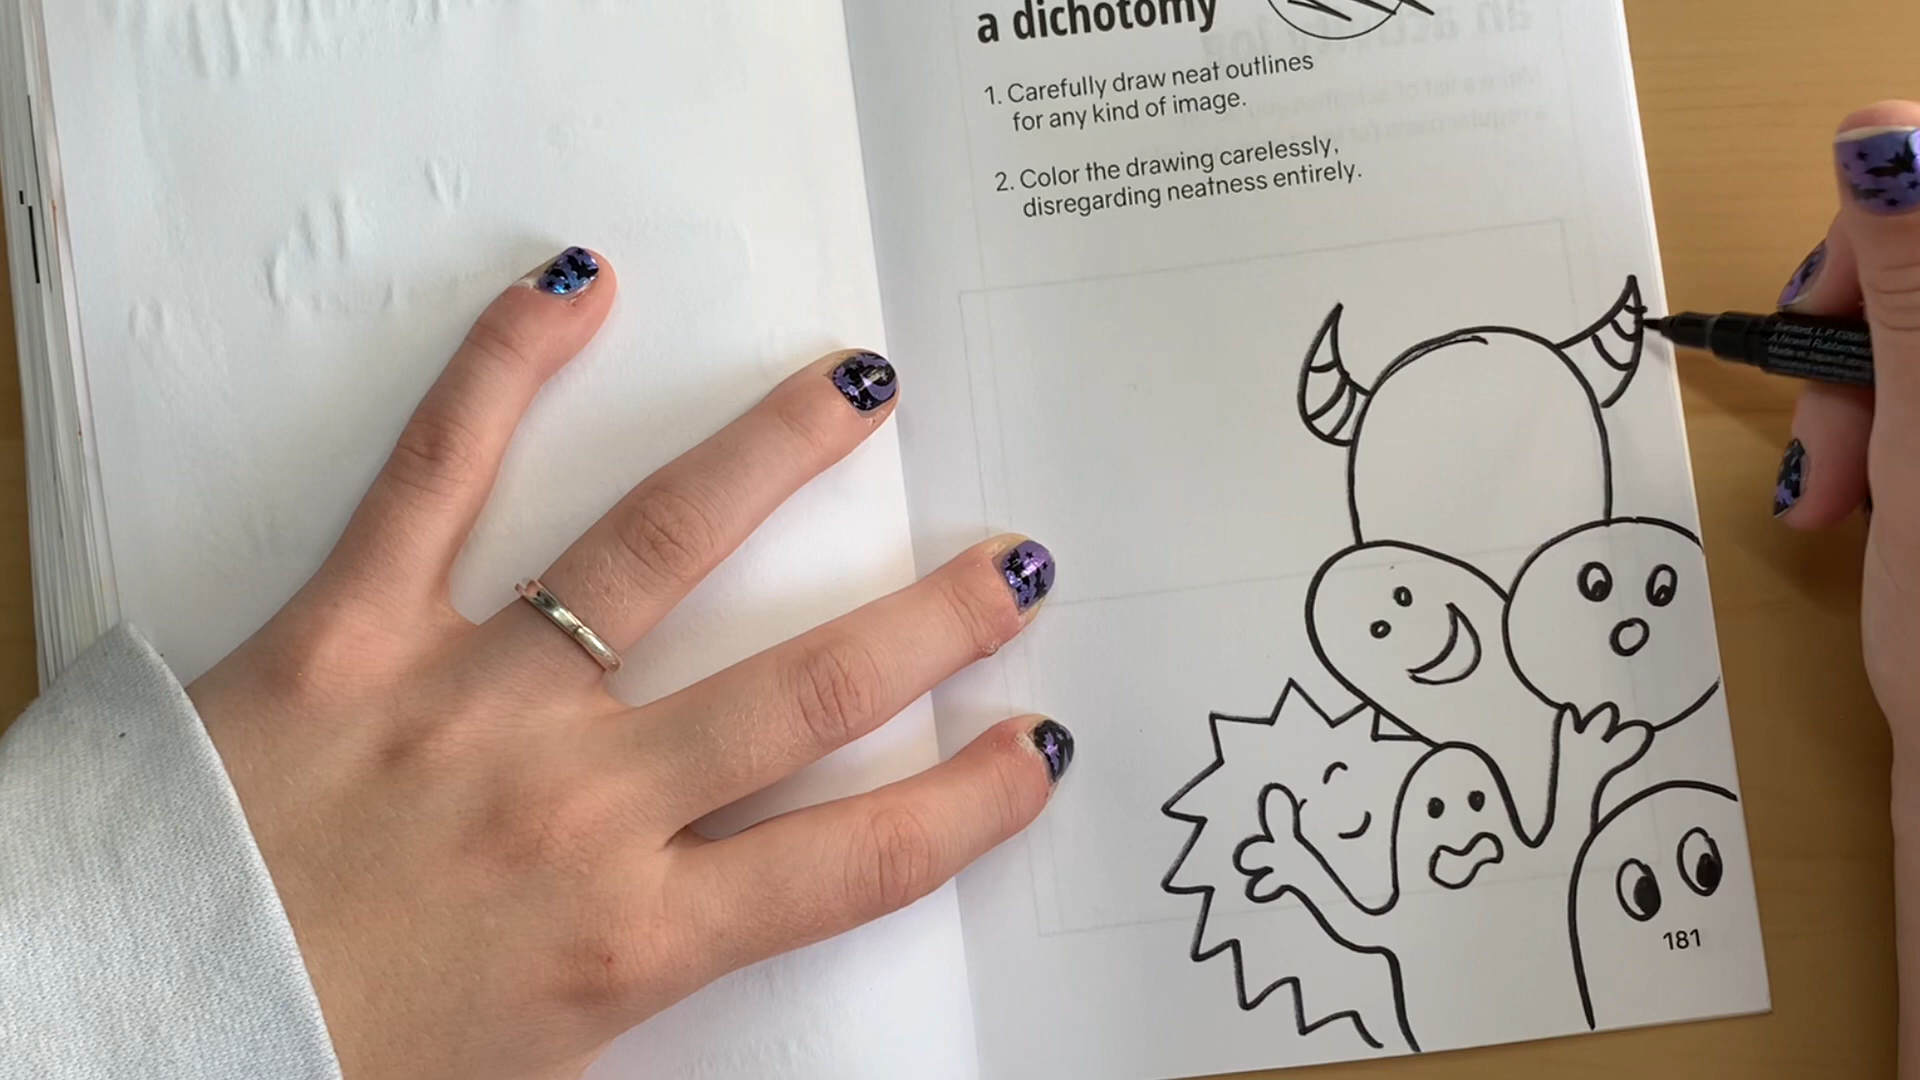 a dichotomy
1. Carefully draw neat outlines
for any kind of image.
2. Color the drawing carelessly,
disregarding neatness entirely.
181